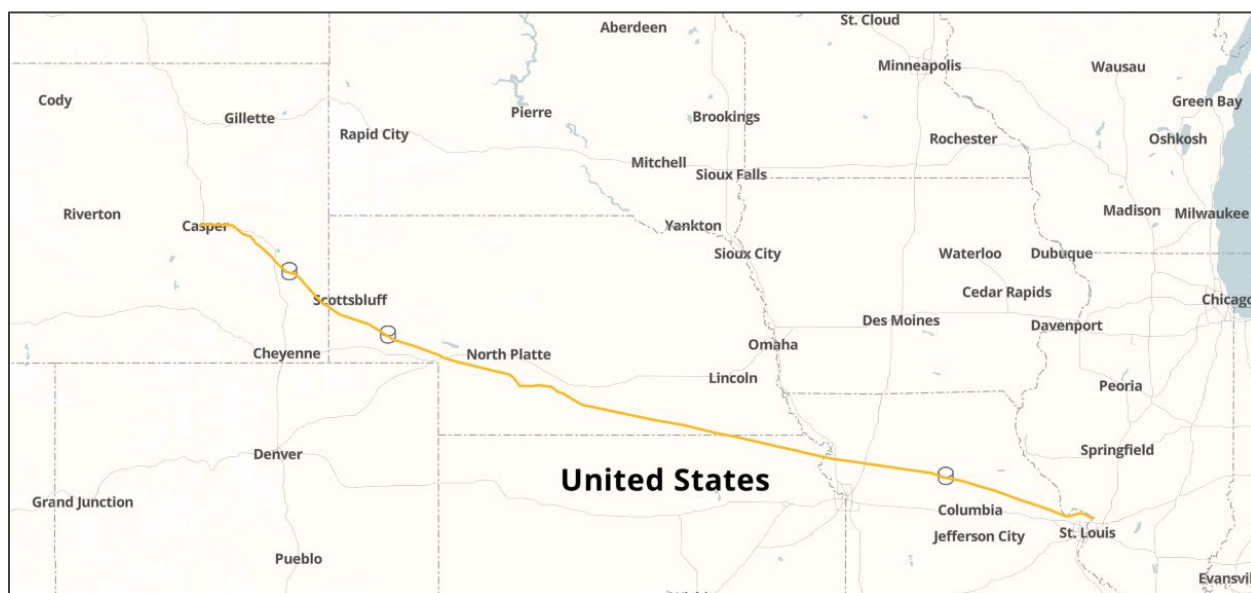 Aberdeen
St. Cloud
Minneapolis
Wausau
Cody
Gillette
Rapid City
Pierre
Brookings
Green Bay
Rochester
Oshkosh
Mitchell
Sioux Falls
Riverton
Casper
Yankton
Madison
Milwaukee
Sioux City
Waterloo
Dubuque
Scottsbluff
Cedar Rapids
Chicago
Des Moines
Davenport
Cheyenne
North Platte
Omaha
Lincoln
Peoria
Denver
Springfield
United States
Grand Junction
Columbia
Jefferson City
St. Louis
Pueblo
Evansvil